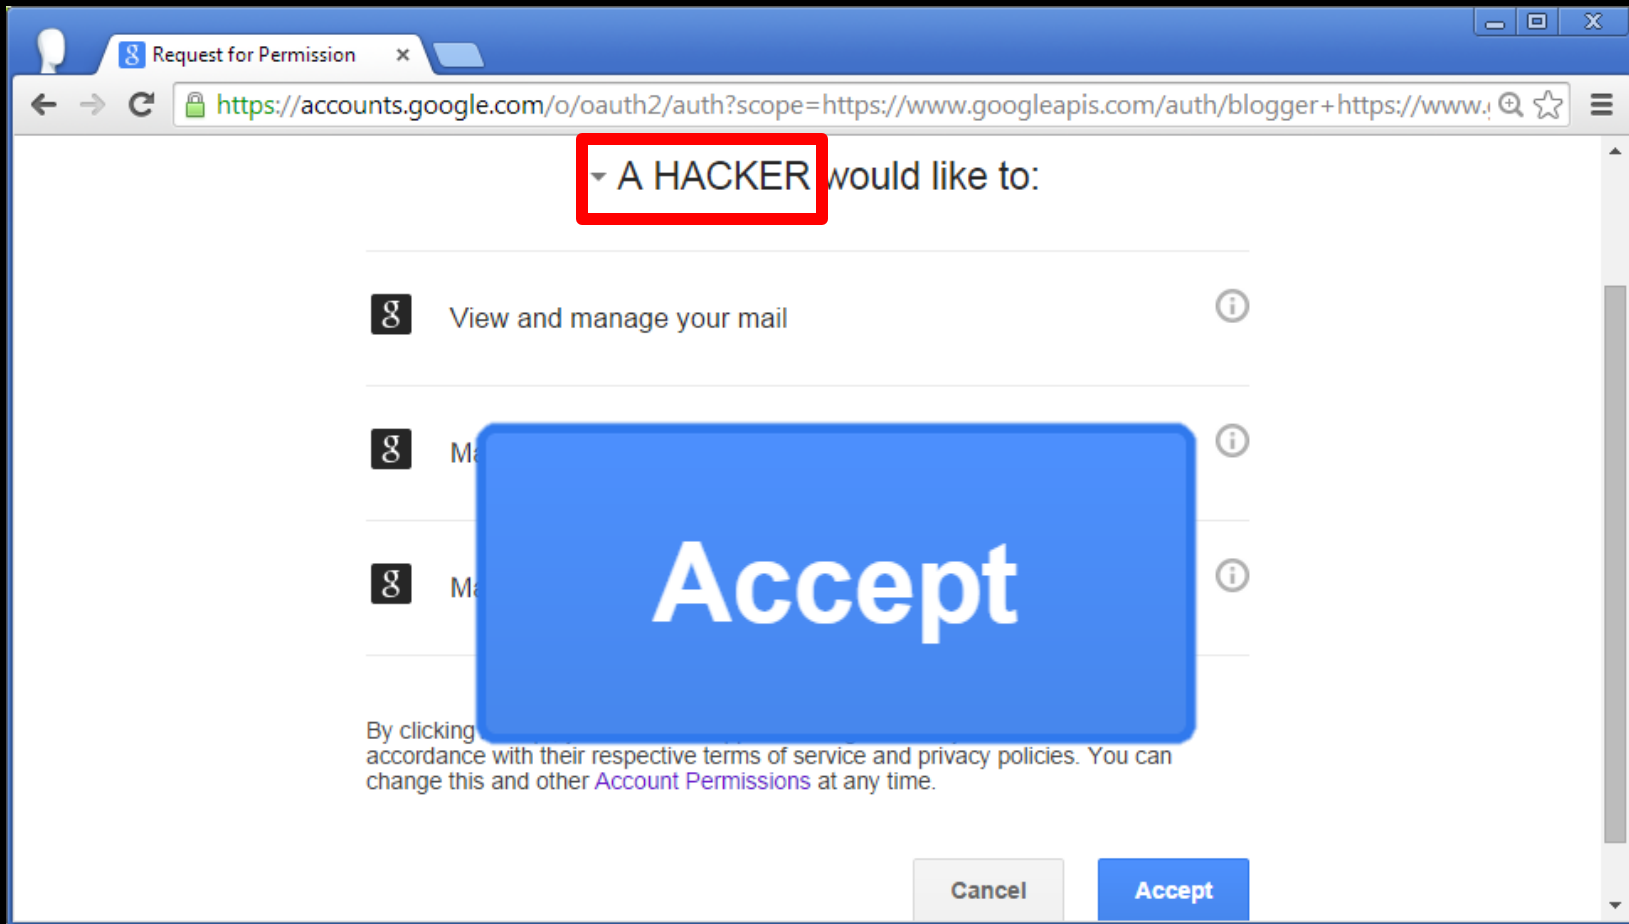 Request for Permission
https://accounts.google.com/o/oauth2/auth?scope=https://www.googleapis.com/auth/blogger+https://www.
A HACKER would like to:
View and manage your mail
Accept
By clicking
accordance with their respective terms of service and privacy policies. You can
change this and other Account Permissions at any time.
Cancel Accept